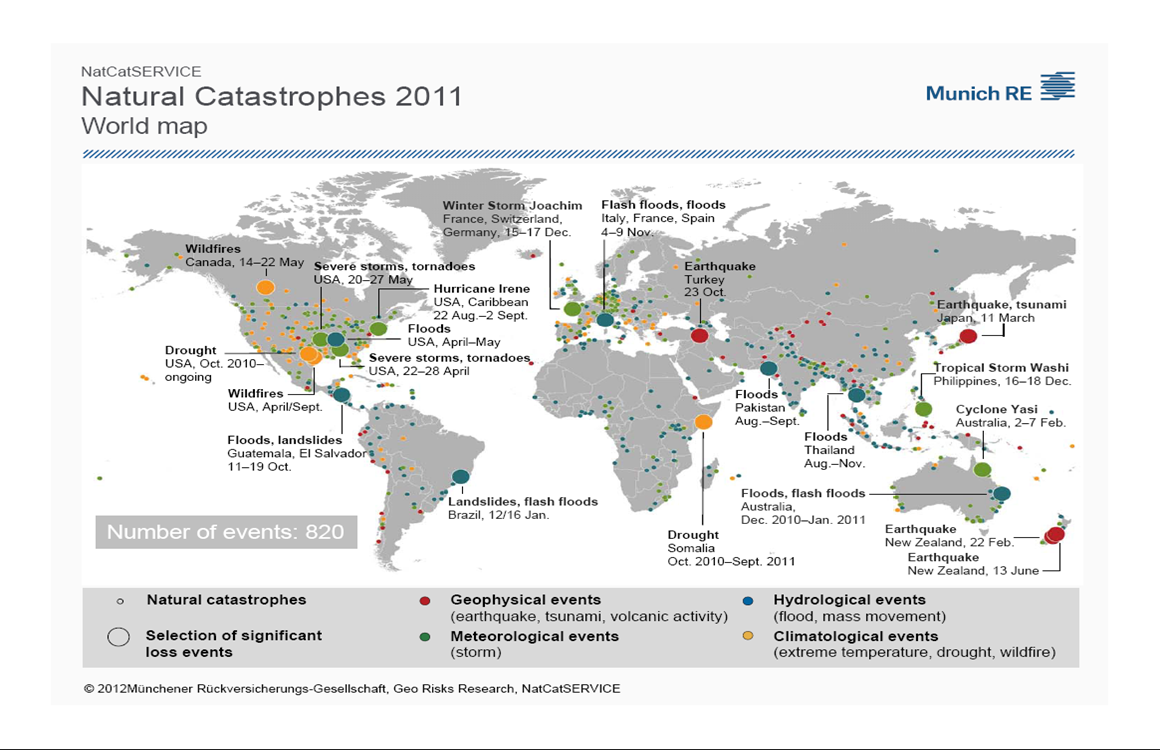 NatCatSERVICE
Natural Catastrophes 2011
World map
Munich RE
Winter Storm Joachim
France, Switzerland,
Germany, 15–17 Dec.
Flash floods, floods
Italy, France, Spain
4–9 Nov.
Wildfires
Canada, 14–22 May
Severe storms, tornadoes
USA, 20–27 May
Hurricane Irene
USA, Caribbean
22 Aug.–2 Sept.
Earthquake
Turkey
23 Oct.
Earthquake, tsunami
Japan, 11 March
Floods
USA, April–May
Drought
USA, Oct. 2010–
ongoing
Severe storms, tornadoes
USA, 22–28 April
Tropical Storm Washi
Philippines, 16–18 Dec.
Wildfires
USA, April/Sept.
Floods
Pakistan
Aug.–Sept.
Cyclone Yasi
Australia, 2–7 Feb.
Floods, landslides
Guatemala, El Salvador
11–19 Oct.
Floods
Thailand
Aug.–Nov.
Landslides, flash floods
Brazil, 12/16 Jan.
Floods, flash floods
Australia,
Dec. 2010–Jan. 2011
Number of events: 820
Drought
Somalia
Oct. 2010–Sept. 2011
Earthquake
New Zealand, 22 Feb.
Earthquake
New Zealand, 13 June
Natural catastrophes
Selection of significant
loss events
Geophysical events
(earthquake, tsunami, volcanic activity)
Meteorological events
(storm)
Hydrological events
(flood, mass movement)
Climatological events
(extreme temperature, drought, wildfire)
© 2012Münchener Rückversicherungs-Gesellschaft, Geo Risks Research, NatCatSERVICE